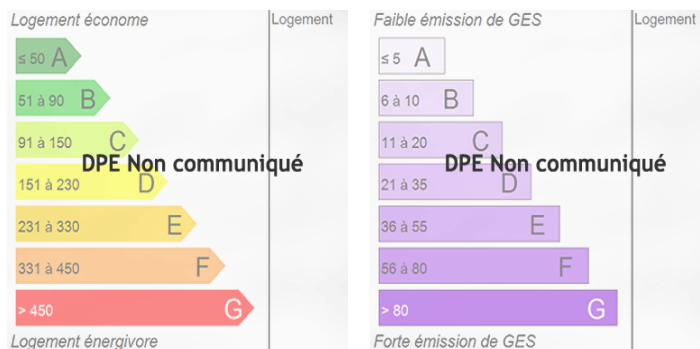 Logement économe
Logement
≤ 50 A
51 à 90 B
91 à 150 C
DPE Non communiqué
151 à 230 D
231 à 330 E
331 à 450 F
> 450 G
Logement énergivore
Faible émission de GES
Logement
≤ 5 A
6 à 10 B
11 à 20 C
DPE Non communiqué
21 à 35 D
36 à 55 E
56 à 80 F
> 80 G
Forte émission de GES